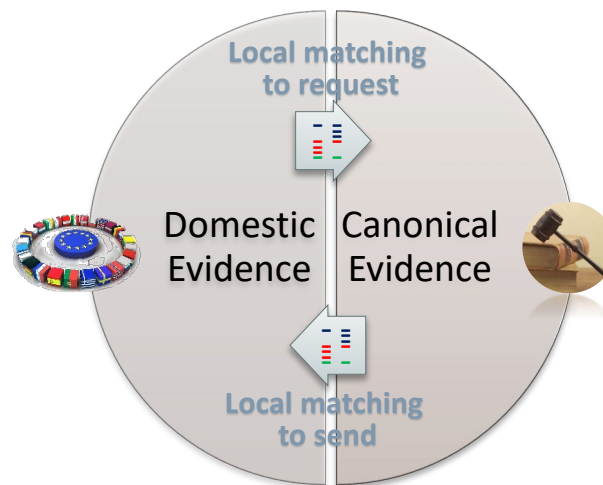 Local matching
to request
Domestic
Evidence
Canonical
Evidence
Local matching
to send